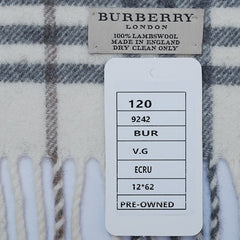 BURBERRY
LONDON
100% LAMBSWOOL
MADE IN ENGLAND
DRY CLEAN ONLY
120
9242
BUR
V.G
ECRU
12*62
PRE-OWNED